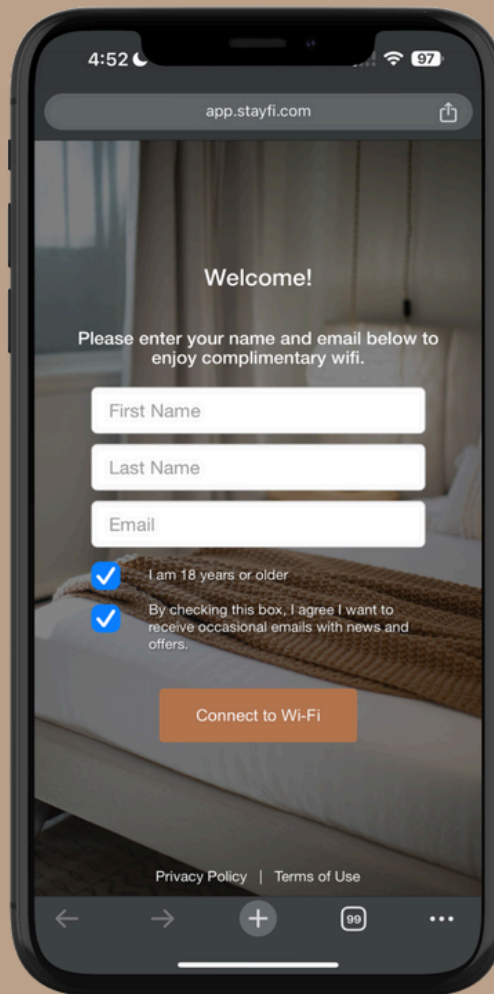 4:52
97
app.stayfi.com
Welcome!
Please enter your name and email below to
enjoy complimentary wifi.
First Name
Last Name
Email
I am 18 years or older
By checking this box, I agree I want to
receive occasional emails with news and
offers.
Connect to Wi-Fi
Privacy Policy | Terms of Use
99